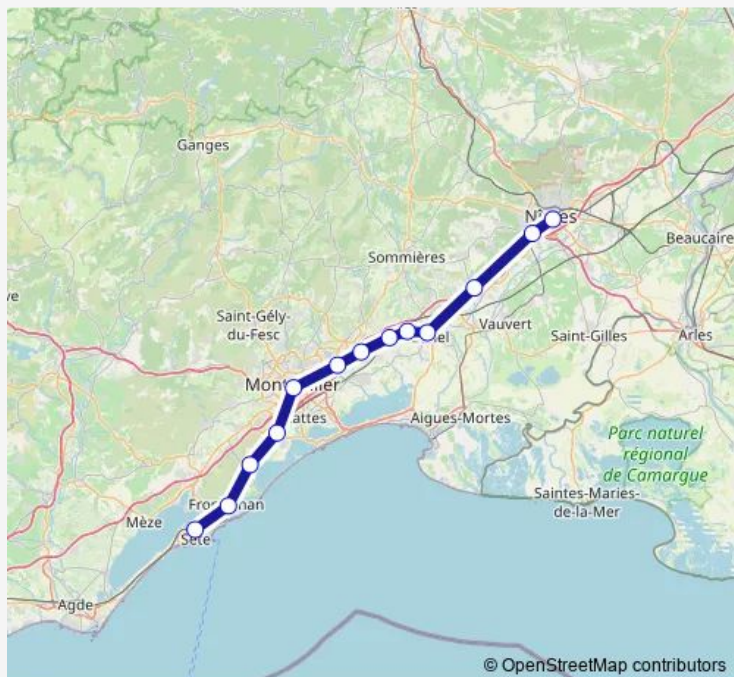 Ganges
Nîmes
Beaucaire
Sommières
Saint-Gély-
du-Fesc
Vauvert
Saint-Gilles
Arles
Aigues-Mortes
Parc naturel
régional
de Camargue
Saintes-Maries-
de-la-Mer
Mèze
Sète
Agde
© OpenStreetMap contributors